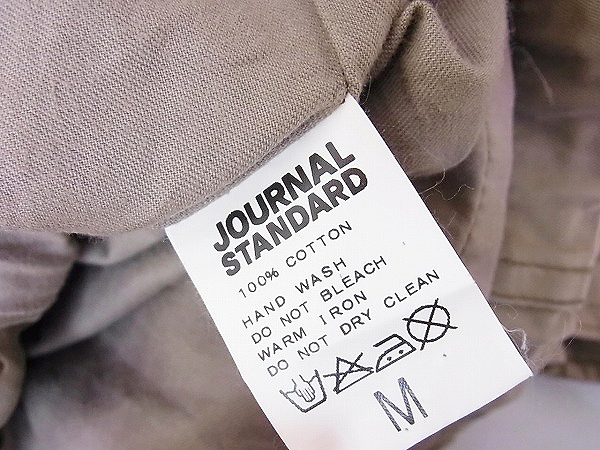 JOURNAL
STANDARD
100% COTTON
HAND WASH
DO NOT BLEACH
WARM IRON
DO NOT DRY CLEAN
M